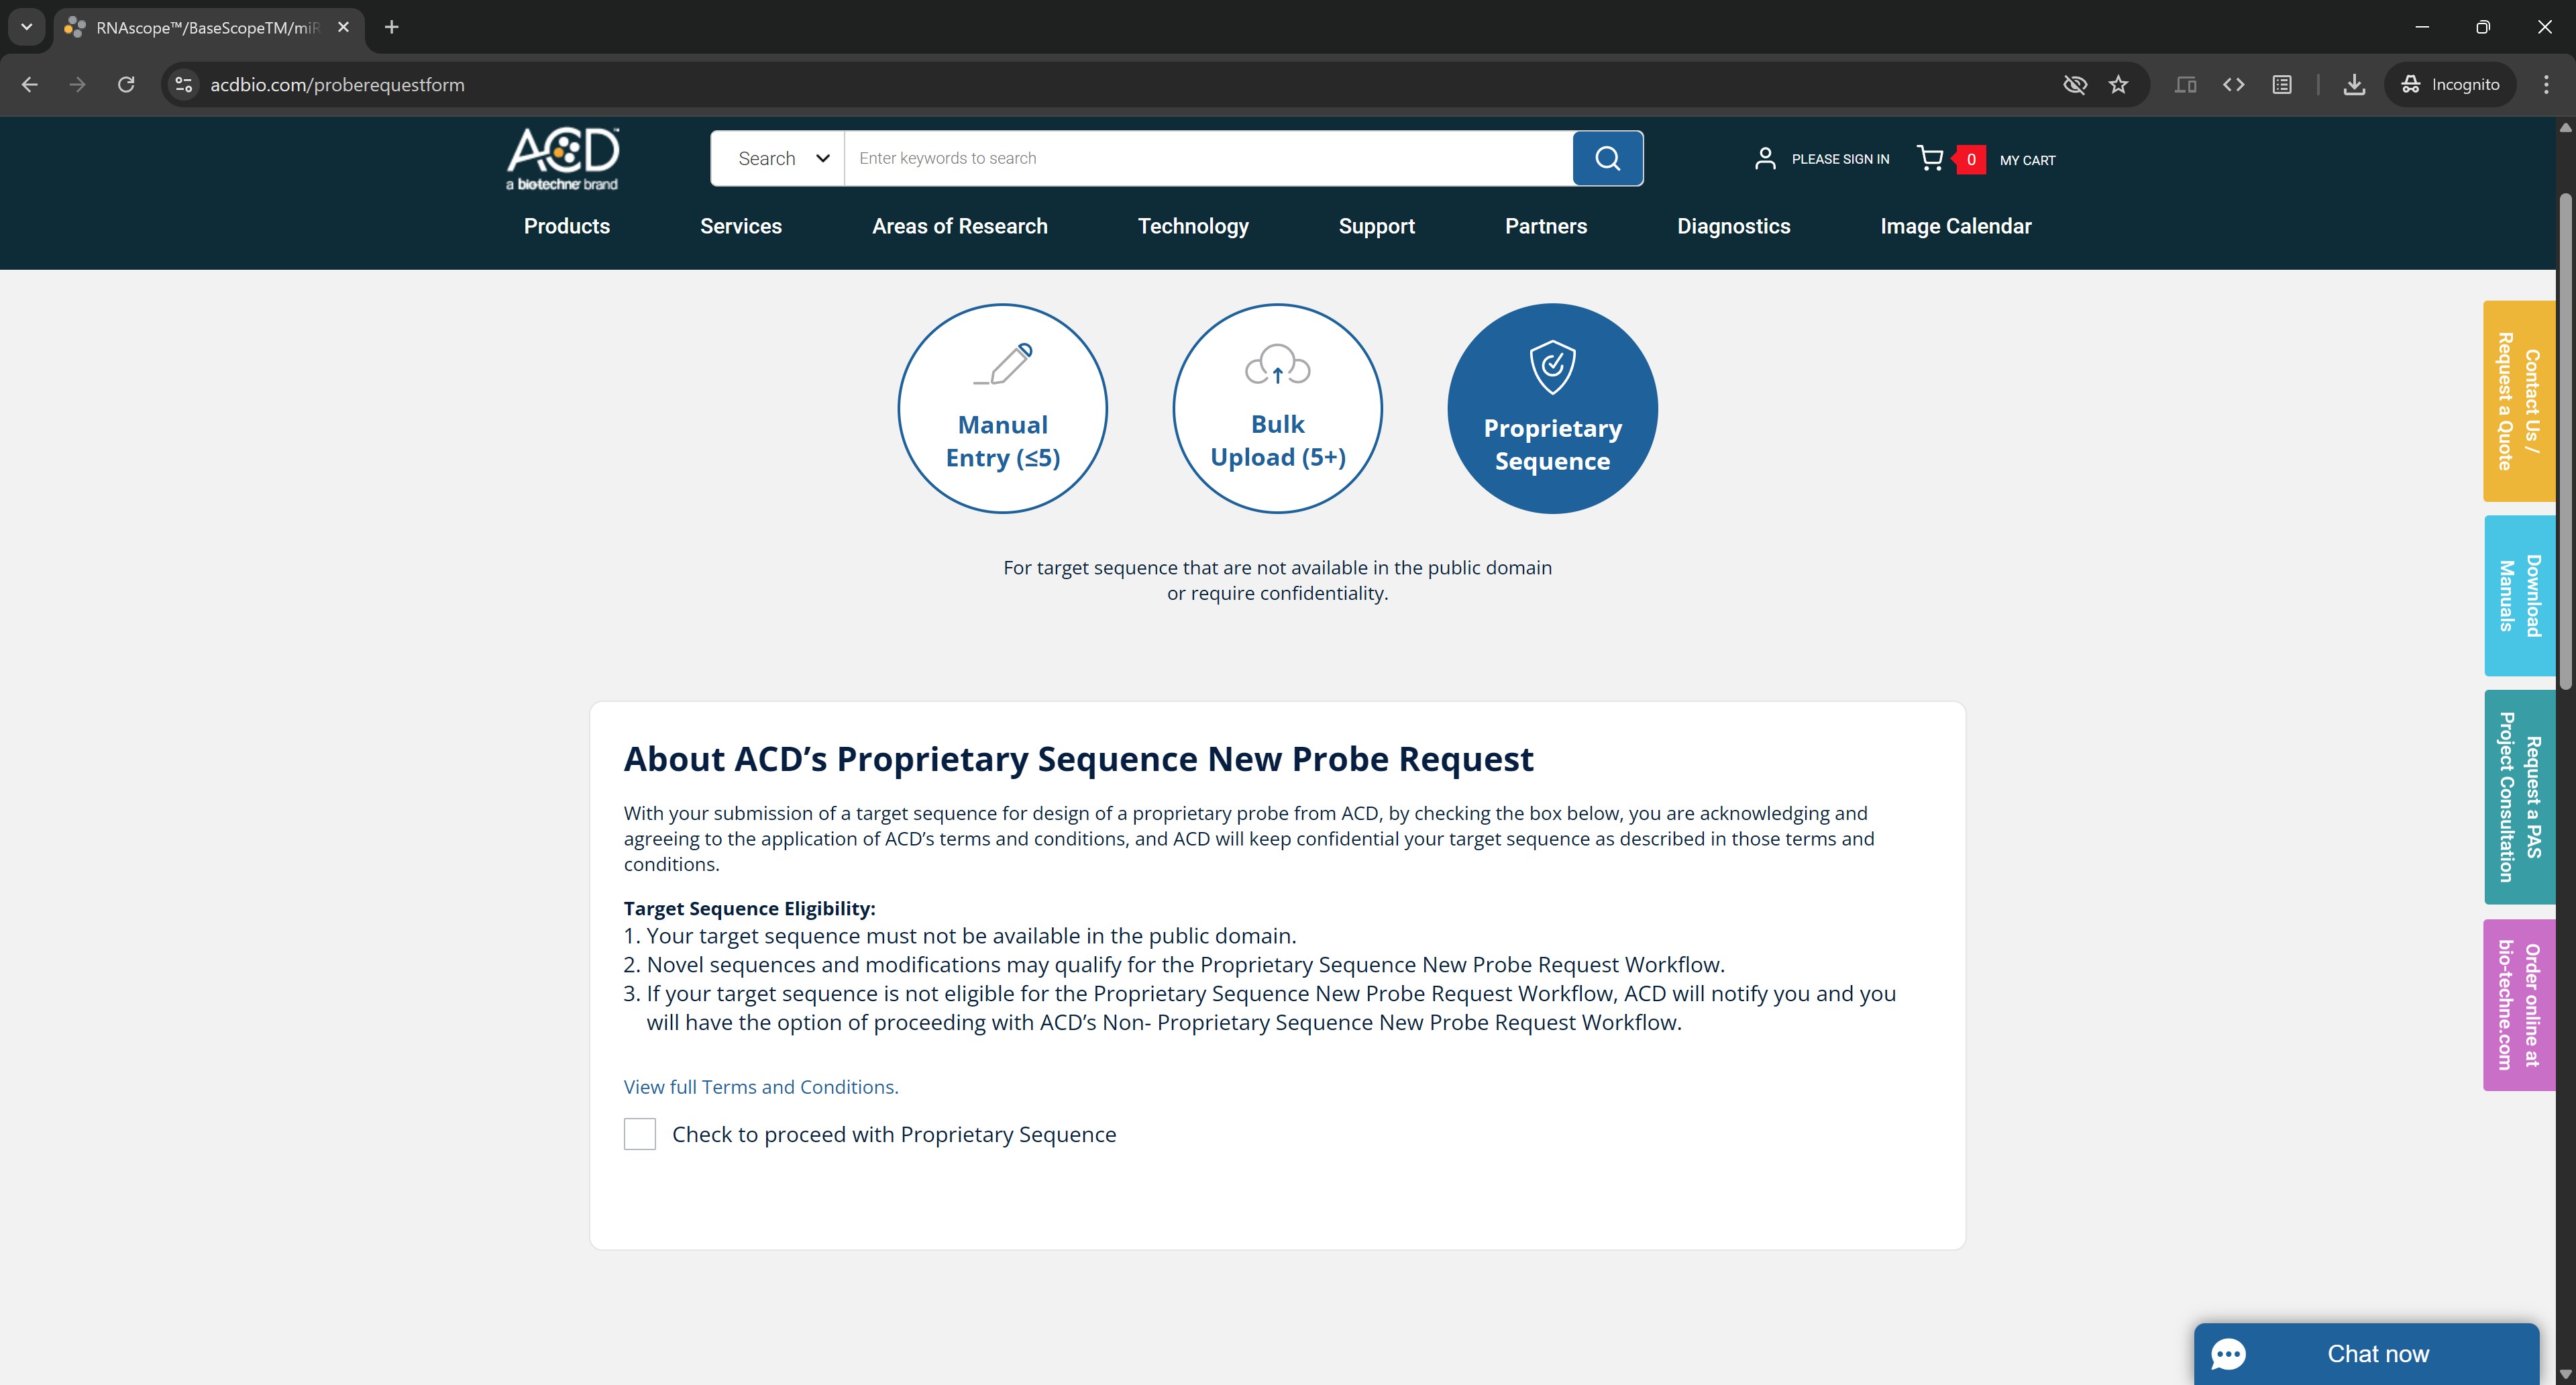 RNAscope™/BaseScopeTM/miR
acdbio.com/proberequestform
Incognito
ACD™
a biotechne brand
Search
Enter keywords to search
PLEASE SIGN IN
0
MY CART
Products
Services
Areas of Research
Technology
Support
Partners
Diagnostics
Image Calendar
Manual
Entry (≤5)
Bulk
Upload (5+)
Proprietary
Sequence
For target sequence that are not available in the public domain
or require confidentiality.
About ACD’s Proprietary Sequence New Probe Request
With your submission of a target sequence for design of a proprietary probe from ACD, by checking the box below, you are acknowledging and
agreeing to the application of ACD’s terms and conditions, and ACD will keep confidential your target sequence as described in those terms and
conditions.
Target Sequence Eligibility:
1. Your target sequence must not be available in the public domain.
2. Novel sequences and modifications may qualify for the Proprietary Sequence New Probe Request Workflow.
3. If your target sequence is not eligible for the Proprietary Sequence New Probe Request Workflow, ACD will notify you and you
will have the option of proceeding with ACD’s Non- Proprietary Sequence New Probe Request Workflow.
View full Terms and Conditions.
Check to proceed with Proprietary Sequence
Contact Us /
Request a Quote
Download
Manuals
Request a PAS
Project Consultation
Order online at
bio-techne.com
Chat now